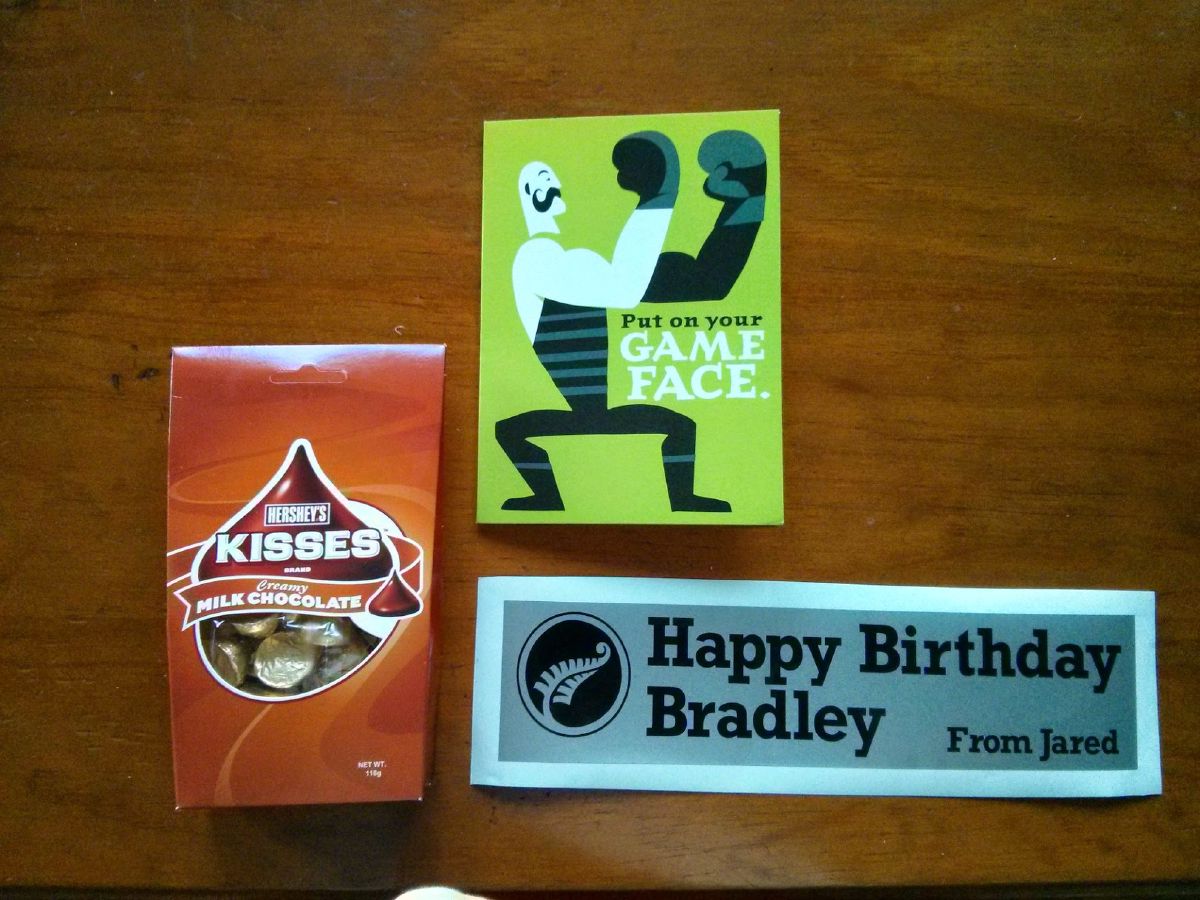 Put on your
GAME
FACE.
HERSHEY'S
KISSES
BRAND
Creamy
MILK CHOCOLATE
NET WT.
118g
Happy Birthday
Bradley
From Jared